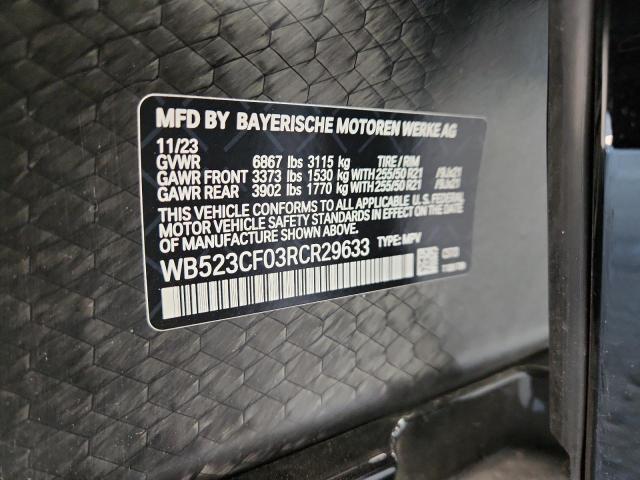 MFD BY BAYERISCHE MOTOREN WERKE AG
11/23
GVWR 6867 lbs 3115 kg TIRE / RIM
GAWR FRONT 3373 lbs 1530 kg WITH 255/50 R21
GAWR REAR 3902 lbs 1770 kg WITH 255/50 R21
THIS VEHICLE CONFORMS TO ALL APPLICABLE U.S. FEDERAL
MOTOR VEHICLE SAFETY STANDARDS IN EFFECT
ON THE DATE OF MANUFACTURE SHOWN ABOVE.
WB523CF03RCR29633 TYPE: MPV